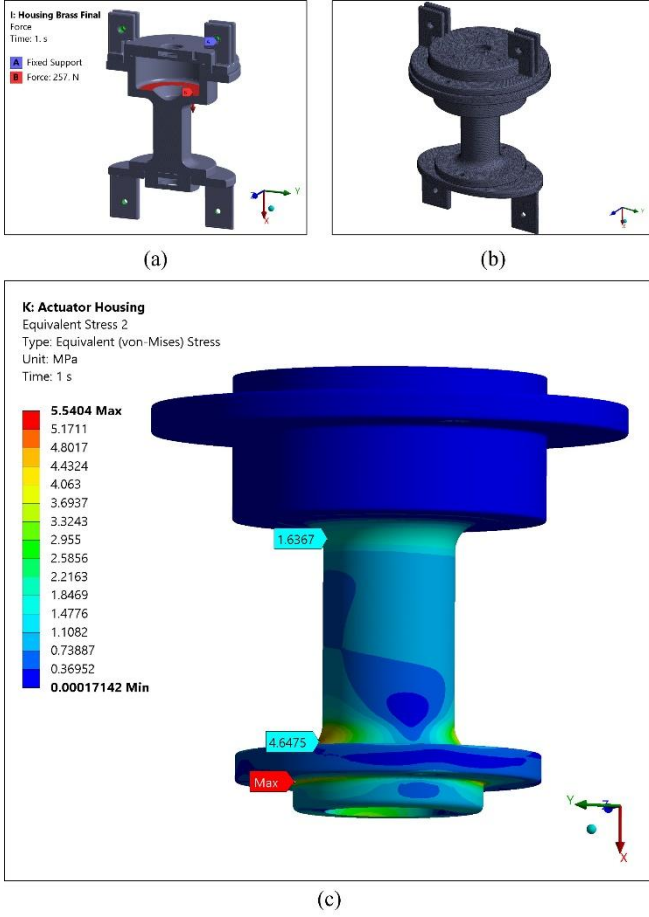 I: Housing Brass Final
Force
Time: 1. s
A Fixed Support
B Force: 257. N
Y
X
(a)
(b)
K: Actuator Housing
Equivalent Stress 2
Type: Equivalent (von-Mises) Stress
Unit: MPa
Time: 1 s
5.5404 Max
5.1711
4.8017
4.4324
4.063
3.6937
3.3243
2.955
2.5856
2.2163
1.8469
1.4776
1.1082
0.73887
0.36952
0.00017142 Min
1.6367
4.6475
Max
Y
Z
X
(c)